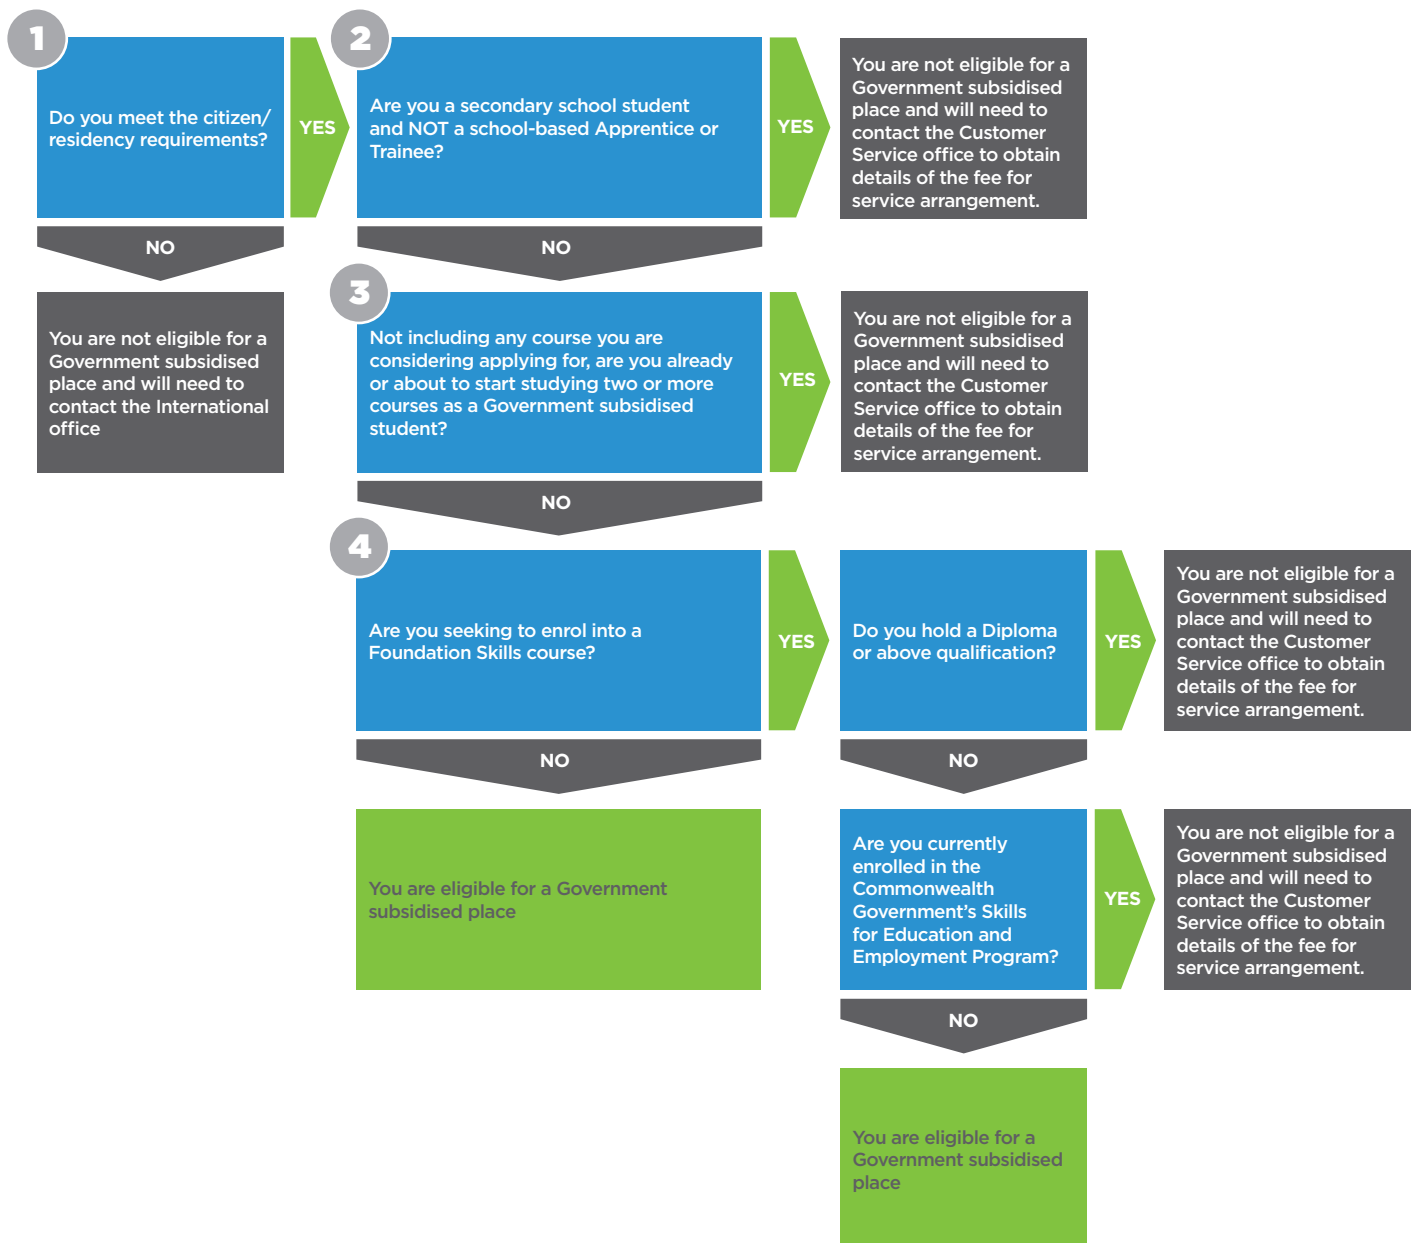 1
Do you meet the citizen/
residency requirements?
YES
2
Are you a secondary school student
and NOT a school-based Apprentice or
Trainee?
YES
You are not eligible for a
Government subsidised
place and will need to
contact the Customer
Service office to obtain
details of the fee for
service arrangement.
NO
NO
You are not eligible for a
Government subsidised
place and will need to
contact the International
office
3
Not including any course you are
considering applying for, are you already
or about to start studying two or more
courses as a Government subsidised
student?
YES
You are not eligible for a
Government subsidised
place and will need to
contact the Customer
Service office to obtain
details of the fee for
service arrangement.
NO
4
Are you seeking to enrol into a
Foundation Skills course?
YES
Do you hold a Diploma
or above qualification?
YES
You are not eligible for a
Government subsidised
place and will need to
contact the Customer
Service office to obtain
details of the fee for
service arrangement.
NO
NO
You are eligible for a Government
subsidised place
Are you currently
enrolled in the
Commonwealth
Government’s Skills
for Education and
Employment Program?
YES
You are not eligible for a
Government subsidised
place and will need to
contact the Customer
Service office to obtain
details of the fee for
service arrangement.
NO
You are eligible for a
Government subsidised
place